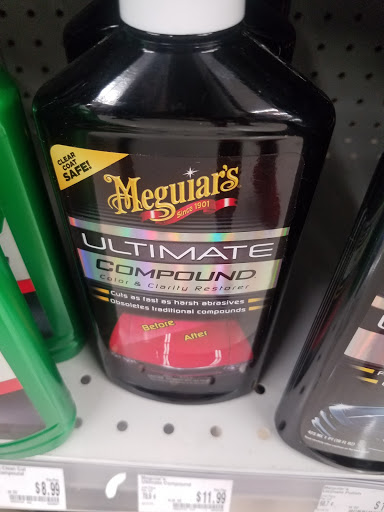 CLEAR
COAT
SAFE!
Meguiar's
Since 1901
ULTIMATE
COMPOUND
Color & Clarity Restorer
Cuts as fast as harsh abrasives
Obsoletes traditional compounds
Before
After
$8.99
$11.99